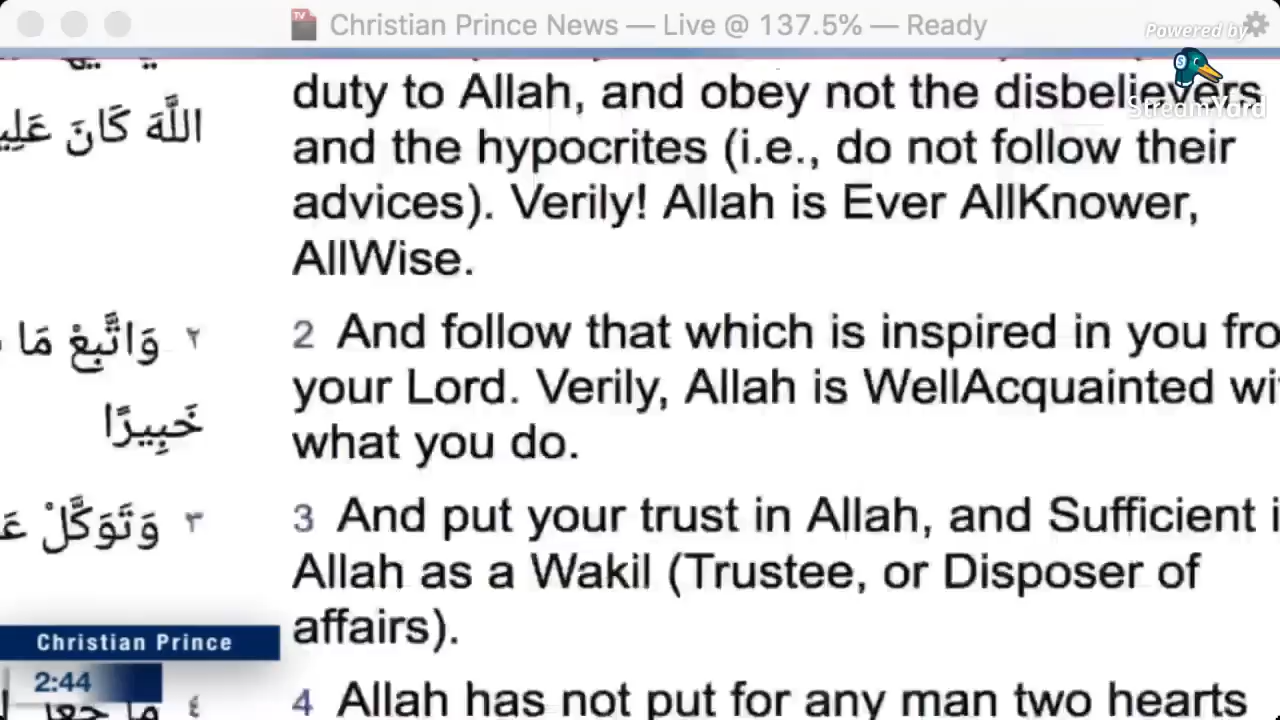 Christian Prince News — Live @ 137.5% — Ready
Powered by
StreamYard
duty to Allah, and obey not the disbelievers
and the hypocrites (i.e., do not follow their
advices). Verily! Allah is Ever AllKnower,
AllWise.
اللَّهَ كَانَ
2 And follow that which is inspired in you
your Lord. Verily, Allah is WellAcquainted
what you do.
٢ وَاتَّبِعْ مَا
خَبِيرًا
3 And put your trust in Allah, and Sufficient
Allah as a Wakil (Trustee, or Disposer of
affairs).
٣ وَتَوَكَّلْ
4 Allah has not put for any man two hearts
٤
Christian Prince
2:44